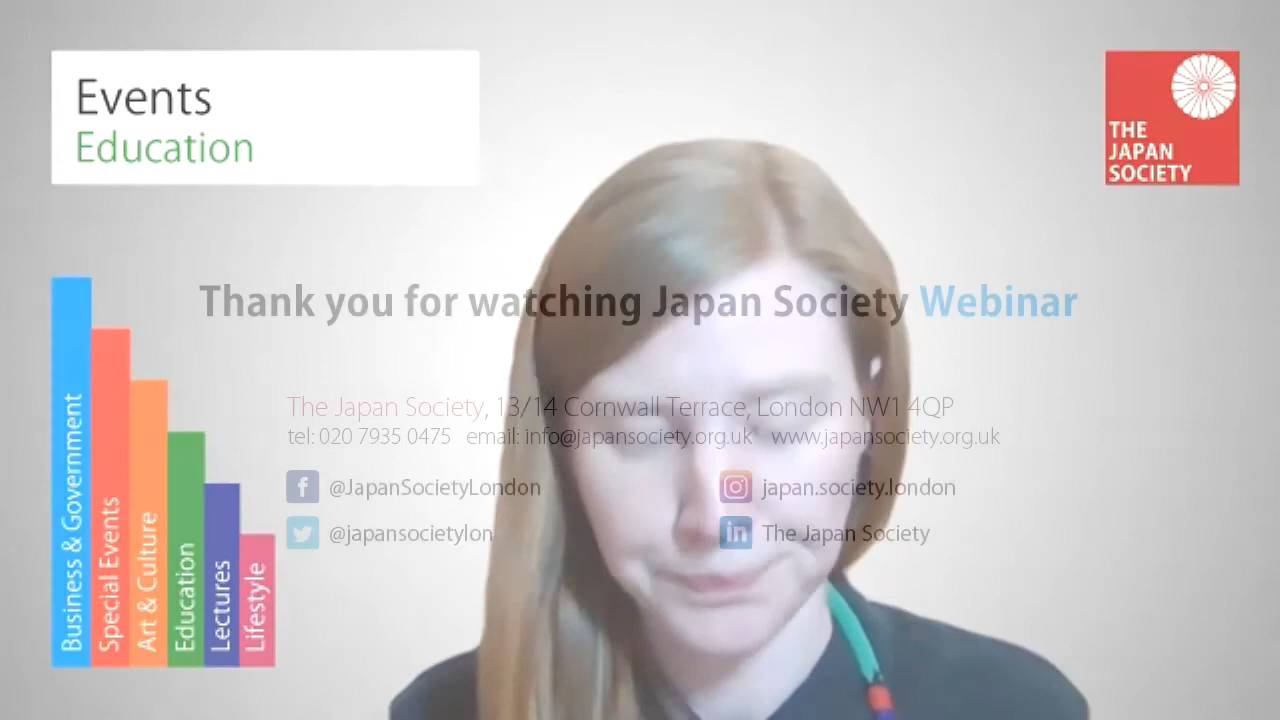 Events
Education
THE
JAPAN
SOCIETY
Thank you for watching Japan Society Webinar
The Japan Society, 13/14 Cornwall Terrace, London NW1 4QP
tel: 020 7935 0475 email: info@japansociety.org.uk www.japansociety.org.uk
@JapanSocietyLondon
japan.society.london
@japansocietylon
The Japan Society
Business & Government
Special Events
Art & Culture
Education
Lectures
Lifestyle